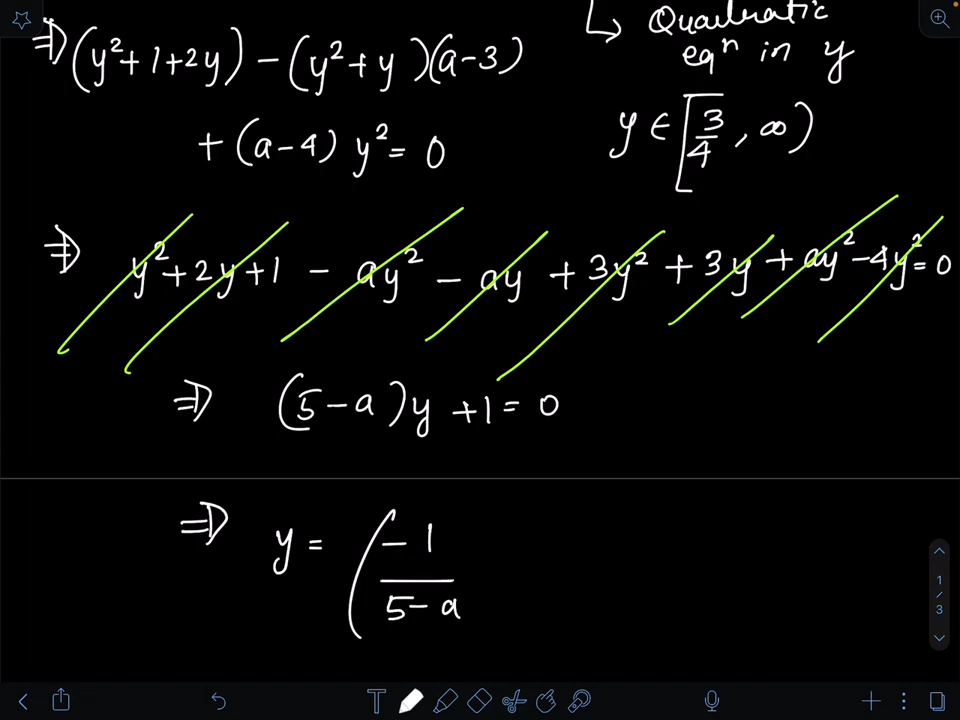 ↳ Quadratic
eqⁿ in y
⇒ (y²+1+2y) − (y²+y)(a−3)
+ (a−4) y² = 0
y ∈ [3/4, ∞)
⇒ y²+2y+1 − ay² − ay + 3y² + 3y + ay² − 4y² = 0
⇒ (5−a)y + 1 = 0
⇒ y = (−1/5−a
1
/
3
T